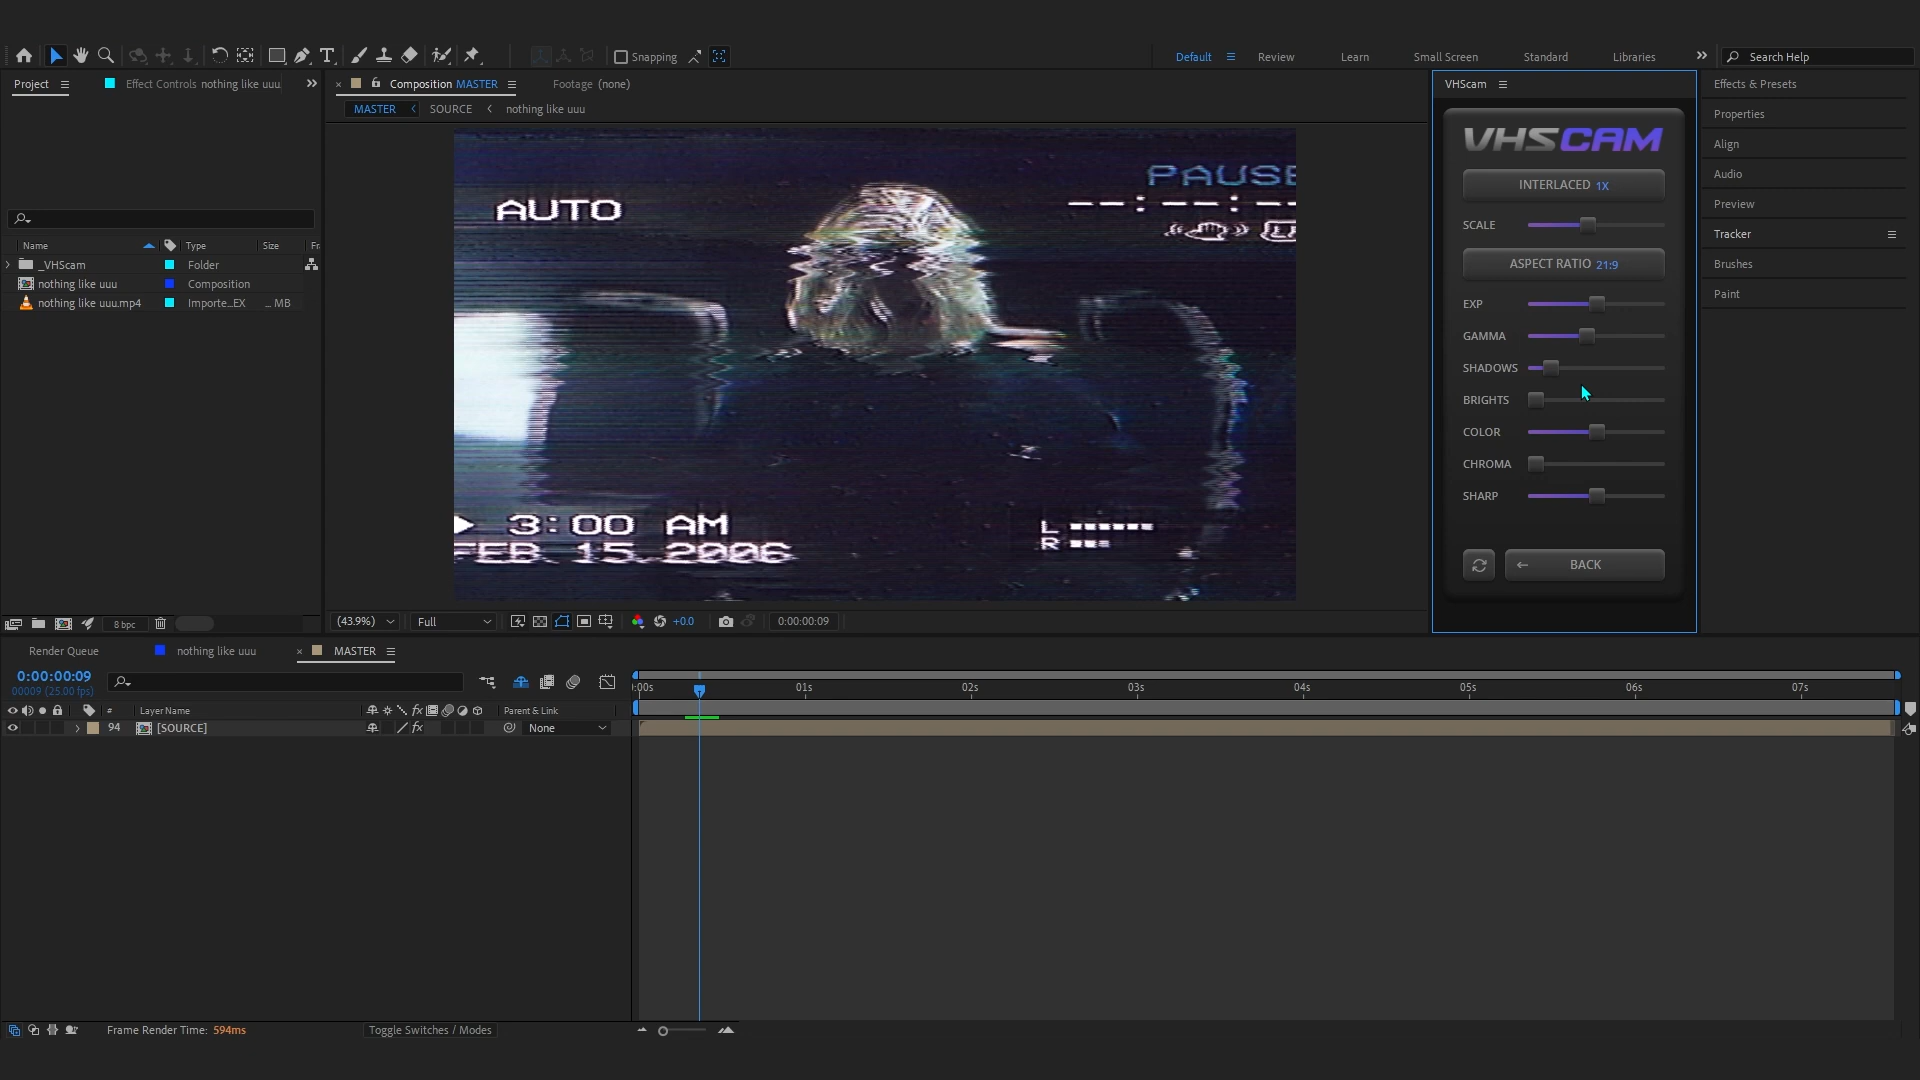 Snapping
Default
Review
Learn
Small Screen
Standard
Libraries
Search Help
Project
Effect Controls nothing like uuu
Composition MASTER
Footage (none)
MASTER
SOURCE
nothing like uuu
Name
Type
Size
Fr
_VHScam
Folder
nothing like uuu
Composition
nothing like uuu.mp4
Importe...EX
... MB
AUTO
PAUSE
--:--:--
3:00 AM
FEB.15.2006
L
R
VHScam
VHSCAM
INTERLACED 1X
SCALE
ASPECT RATIO 21:9
EXP
GAMMA
SHADOWS
BRIGHTS
COLOR
CHROMA
SHARP
BACK
Effects & Presets
Properties
Align
Audio
Preview
Tracker
Brushes
Paint
8 bpc
(43.9%)
Full
+0.0
0:00:00:09
Render Queue
nothing like uuu
MASTER
0:00:00:09
00009 (25.00 fps)
# Layer Name
Parent & Link
94 [SOURCE]
None
:00s
01s
02s
03s
04s
05s
06s
07s
Frame Render Time: 594ms
Toggle Switches / Modes